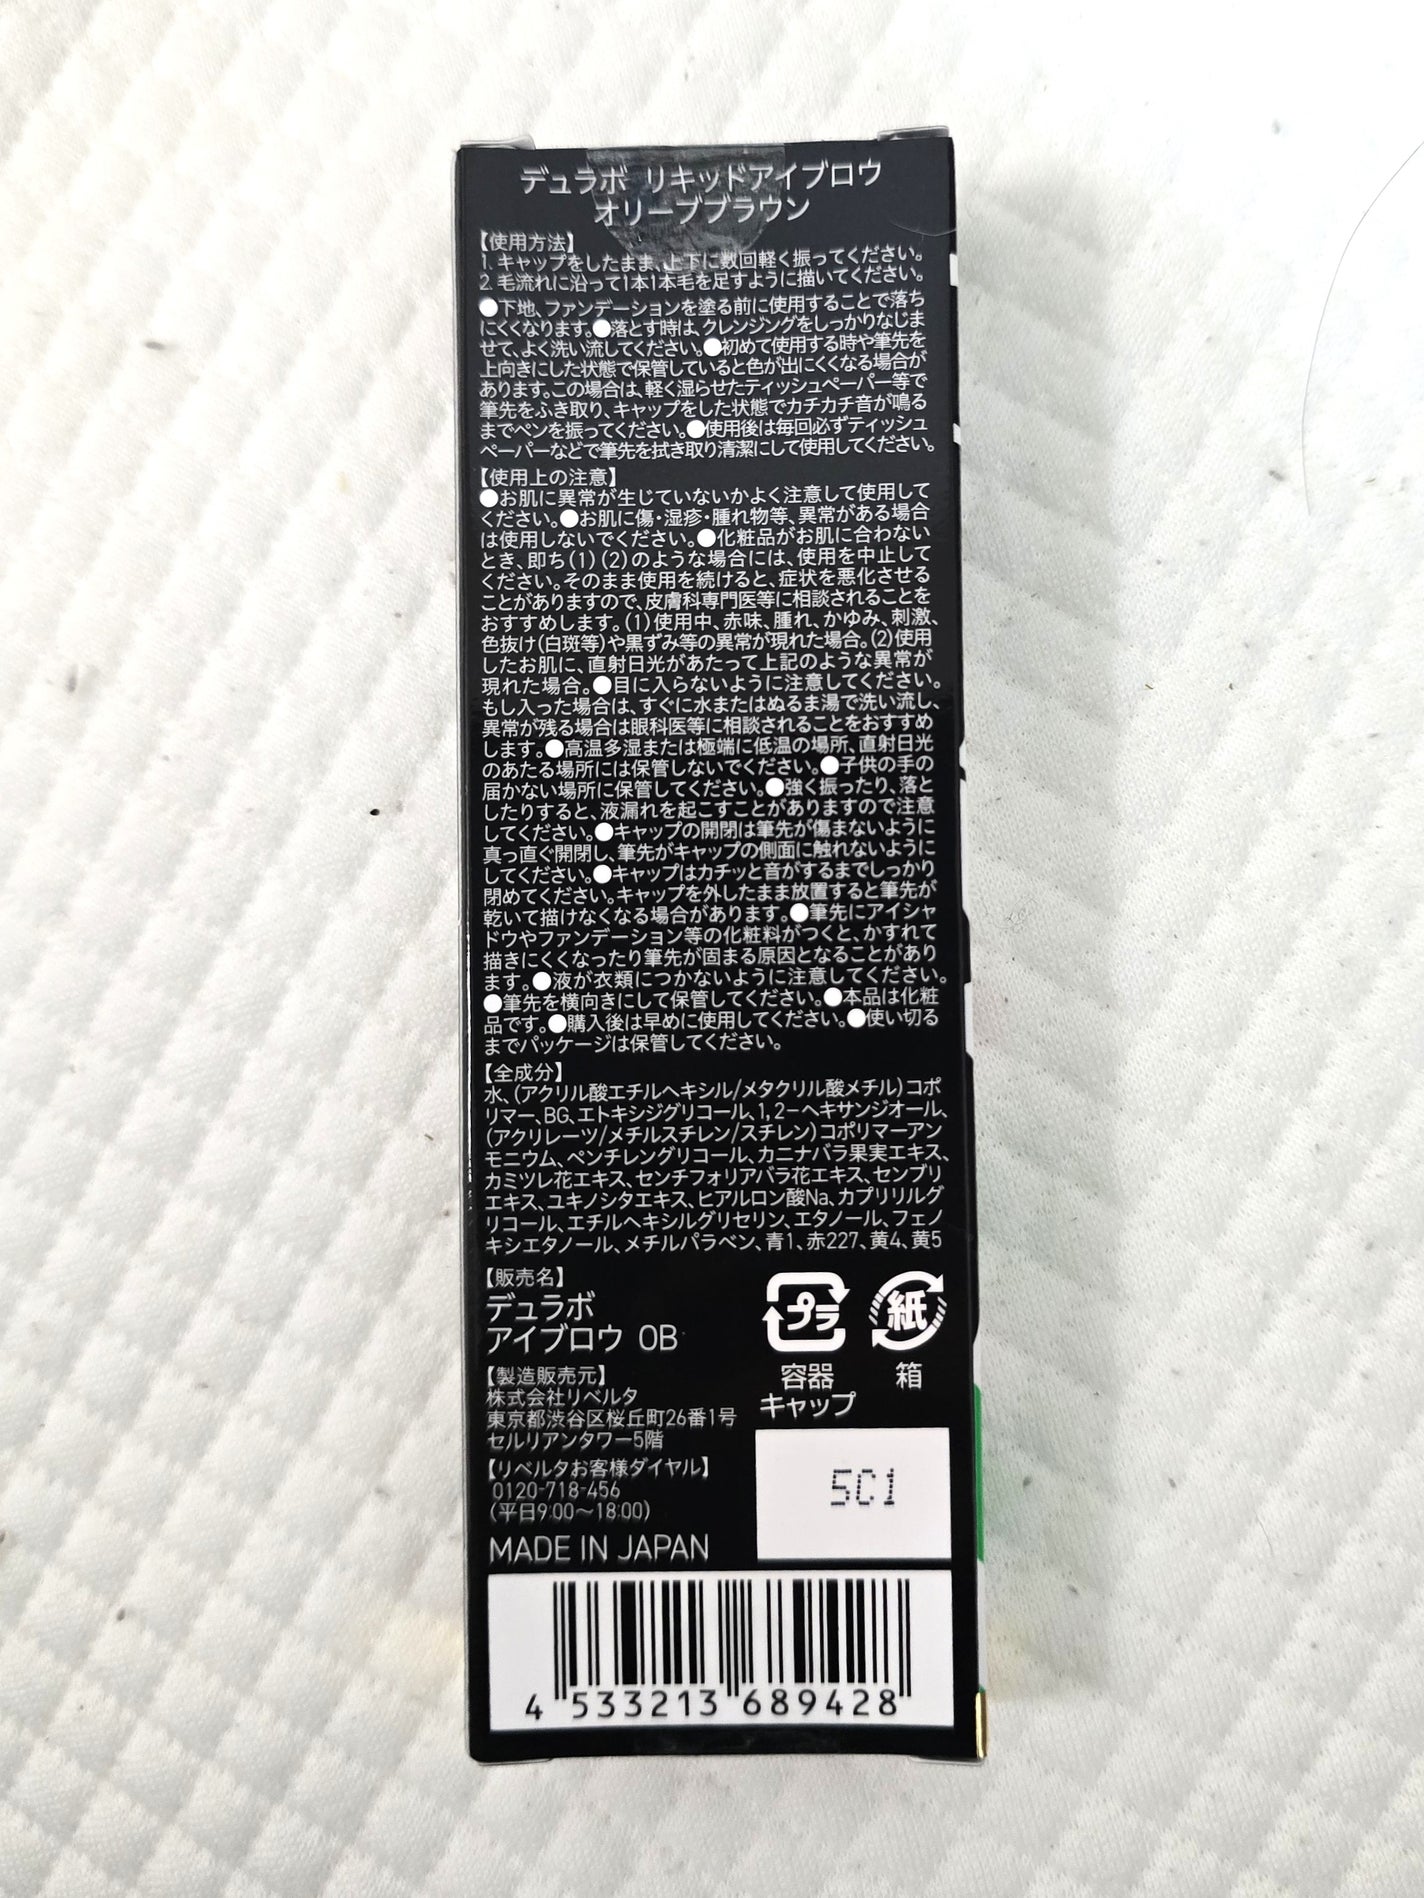 デュラボ リキッドアイブロウ
オリーブブラウン
【使用方法】
1. キャップをしたまま、上下に数回軽く振ってください。
2. 毛流れに沿って1本1本毛を足すように描いてください。
●下地、ファンデーションを塗る前に使用することで落ち
にくくなります。●落とす時は、クレンジングをしっかりなじま
せて、よく洗い流してください。●初めて使用する時や筆先を
上向きにした状態で保管していると色が出にくくなる場合が
あります。この場合は、軽く湿らせたティッシュペーパー等で
筆先をふき取り、キャップをした状態でカチカチ音が鳴る
までペンを振ってください。●使用後は毎回必ずティッシュ
ペーパーなどで筆先を拭き取り清潔にして使用してください。
【使用上の注意】
●お肌に異常が生じていないかよく注意して使用して
ください。●お肌に傷・湿疹・腫れ物等、異常がある場合
は使用しないでください。●化粧品がお肌に合わない
とき、即ち(1)(2)のような場合には、使用を中止して
ください。そのまま使用を続けると、症状を悪化させる
ことがありますので、皮膚科専門医等に相談されることを
おすすめします。(1)使用中、赤味、腫れ、かゆみ、刺激、
色抜け(白斑等)や黒ずみ等の異常が現れた場合。(2)使用
したお肌に、直射日光があたって上記のような異常が
現れた場合。●目に入らないように注意してください。
もし入った場合は、すぐに水またはぬるま湯で洗い流し、
異常が残る場合は眼科医等に相談されることをおすすめ
します。●高温多湿または極端に低温の場所、直射日光
のあたる場所には保管しないでください。●子供の手の
届かない場所に保管してください。●強く振ったり、落と
したりすると、液漏れを起こすことがありますので注意
してください。●キャップの開閉は筆先が傷まないように
真っ直ぐ開閉し、筆先がキャップの側面に触れないように
してください。●キャップはカチッと音がするまでしっかり
閉めてください。キャップを外したまま放置すると筆先が
乾いて描けなくなる場合があります。●筆先にアイシャ
ドウやファンデーション等の化粧料がつくと、かすれて
描きにくくなったり筆先が固まる原因となることがあり
ます。●液が衣類につかないように注意してください。
●筆先を横向きにして保管してください。●本品は化粧
品です。●購入後は早めに使用してください。●使い切る
までパッケージは保管してください。
【全成分】
水、(アクリル酸エチルヘキシル/メタクリル酸メチル)コポ
リマー、BG、エトキシジグリコール、1,2-ヘキサンジオール、
(アクリレーツ/メチルスチレン/スチレン)コポリマーアン
モニウム、ペンチレングリコール、カニナバラ果実エキス、
カミツレ花エキス、センチフォリアバラ花エキス、センブリ
エキス、ユキノシタエキス、ヒアルロン酸Na、カプリリルグ
リコール、エチルヘキシルグリセリン、エタノール、フェノ
キシエタノール、メチルパラベン、青1、赤227、黄4、黄5
【販売名】
デュラボ
アイブロウ OB
プラ
容器
キャップ
紙
箱
【製造販売元】
株式会社リベルタ
東京都渋谷区桜丘町26番1号
セルリアンタワー5階
【リベルタお客様ダイヤル】
0120-718-456
(平日9:00〜18:00)
MADE IN JAPAN
5C1
4 533213 689428